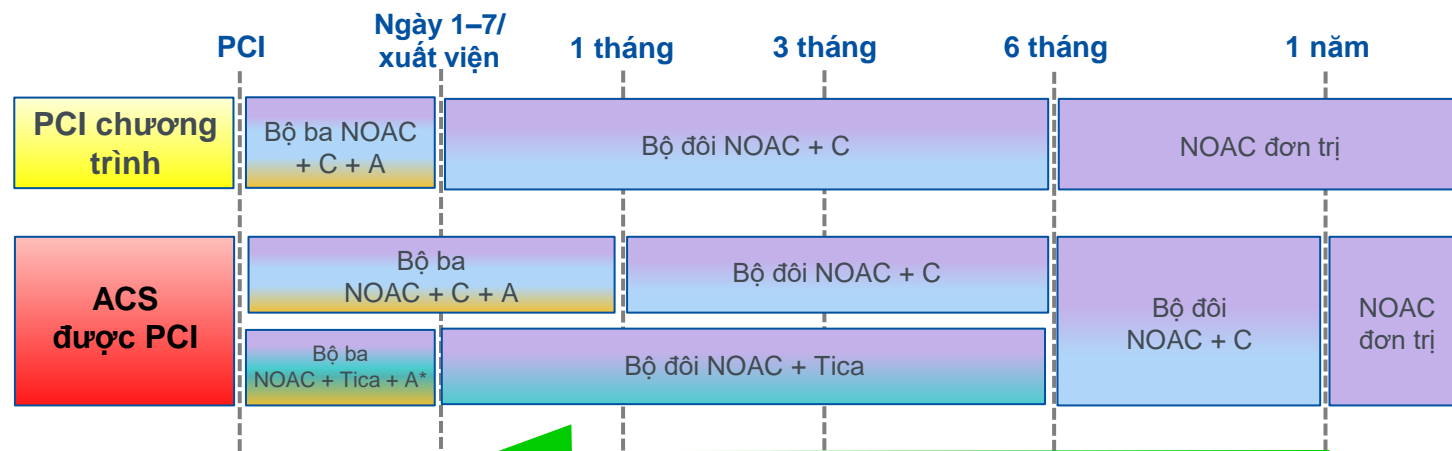 PCI
Ngày 1–7/
xuất viện
1 tháng
3 tháng
6 tháng
1 năm
PCI chương
trình
Bộ ba NOAC
+ C + A
Bộ đôi NOAC + C
NOAC đơn trị
ACS
được PCI
Bộ ba
NOAC + C + A
Bộ đôi NOAC + C
Bộ ba
NOAC + Tica + A*
Bộ đôi NOAC + Tica
Bộ đôi
NOAC + C
NOAC
đơn trị